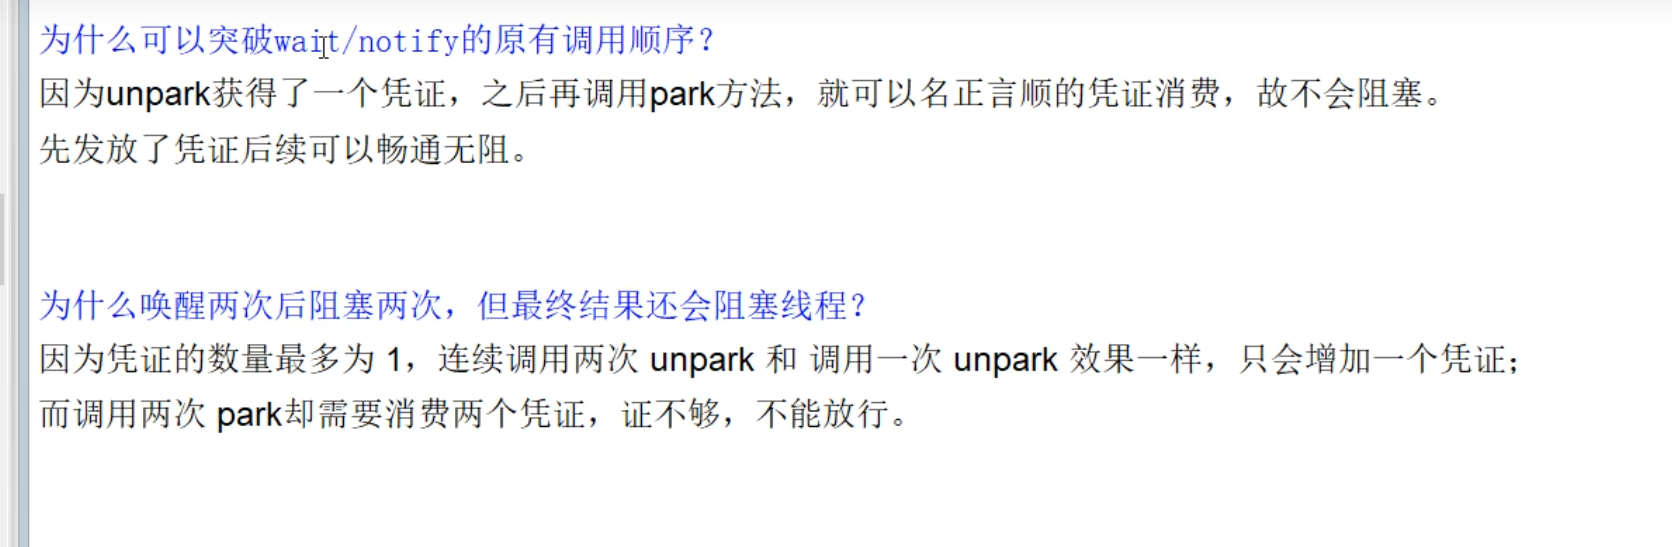 为什么可以突破wait/notify的原有调用顺序？
因为unpark获得了一个凭证，之后再调用park方法，就可以名正言顺的凭证消费，故不会阻塞。
先发放了凭证后续可以畅通无阻。
为什么唤醒两次后阻塞两次，但最终结果还会阻塞线程？
因为凭证的数量最多为 1，连续调用两次 unpark 和 调用一次 unpark 效果一样，只会增加一个凭证；
而调用两次 park却需要消费两个凭证，证不够，不能放行。